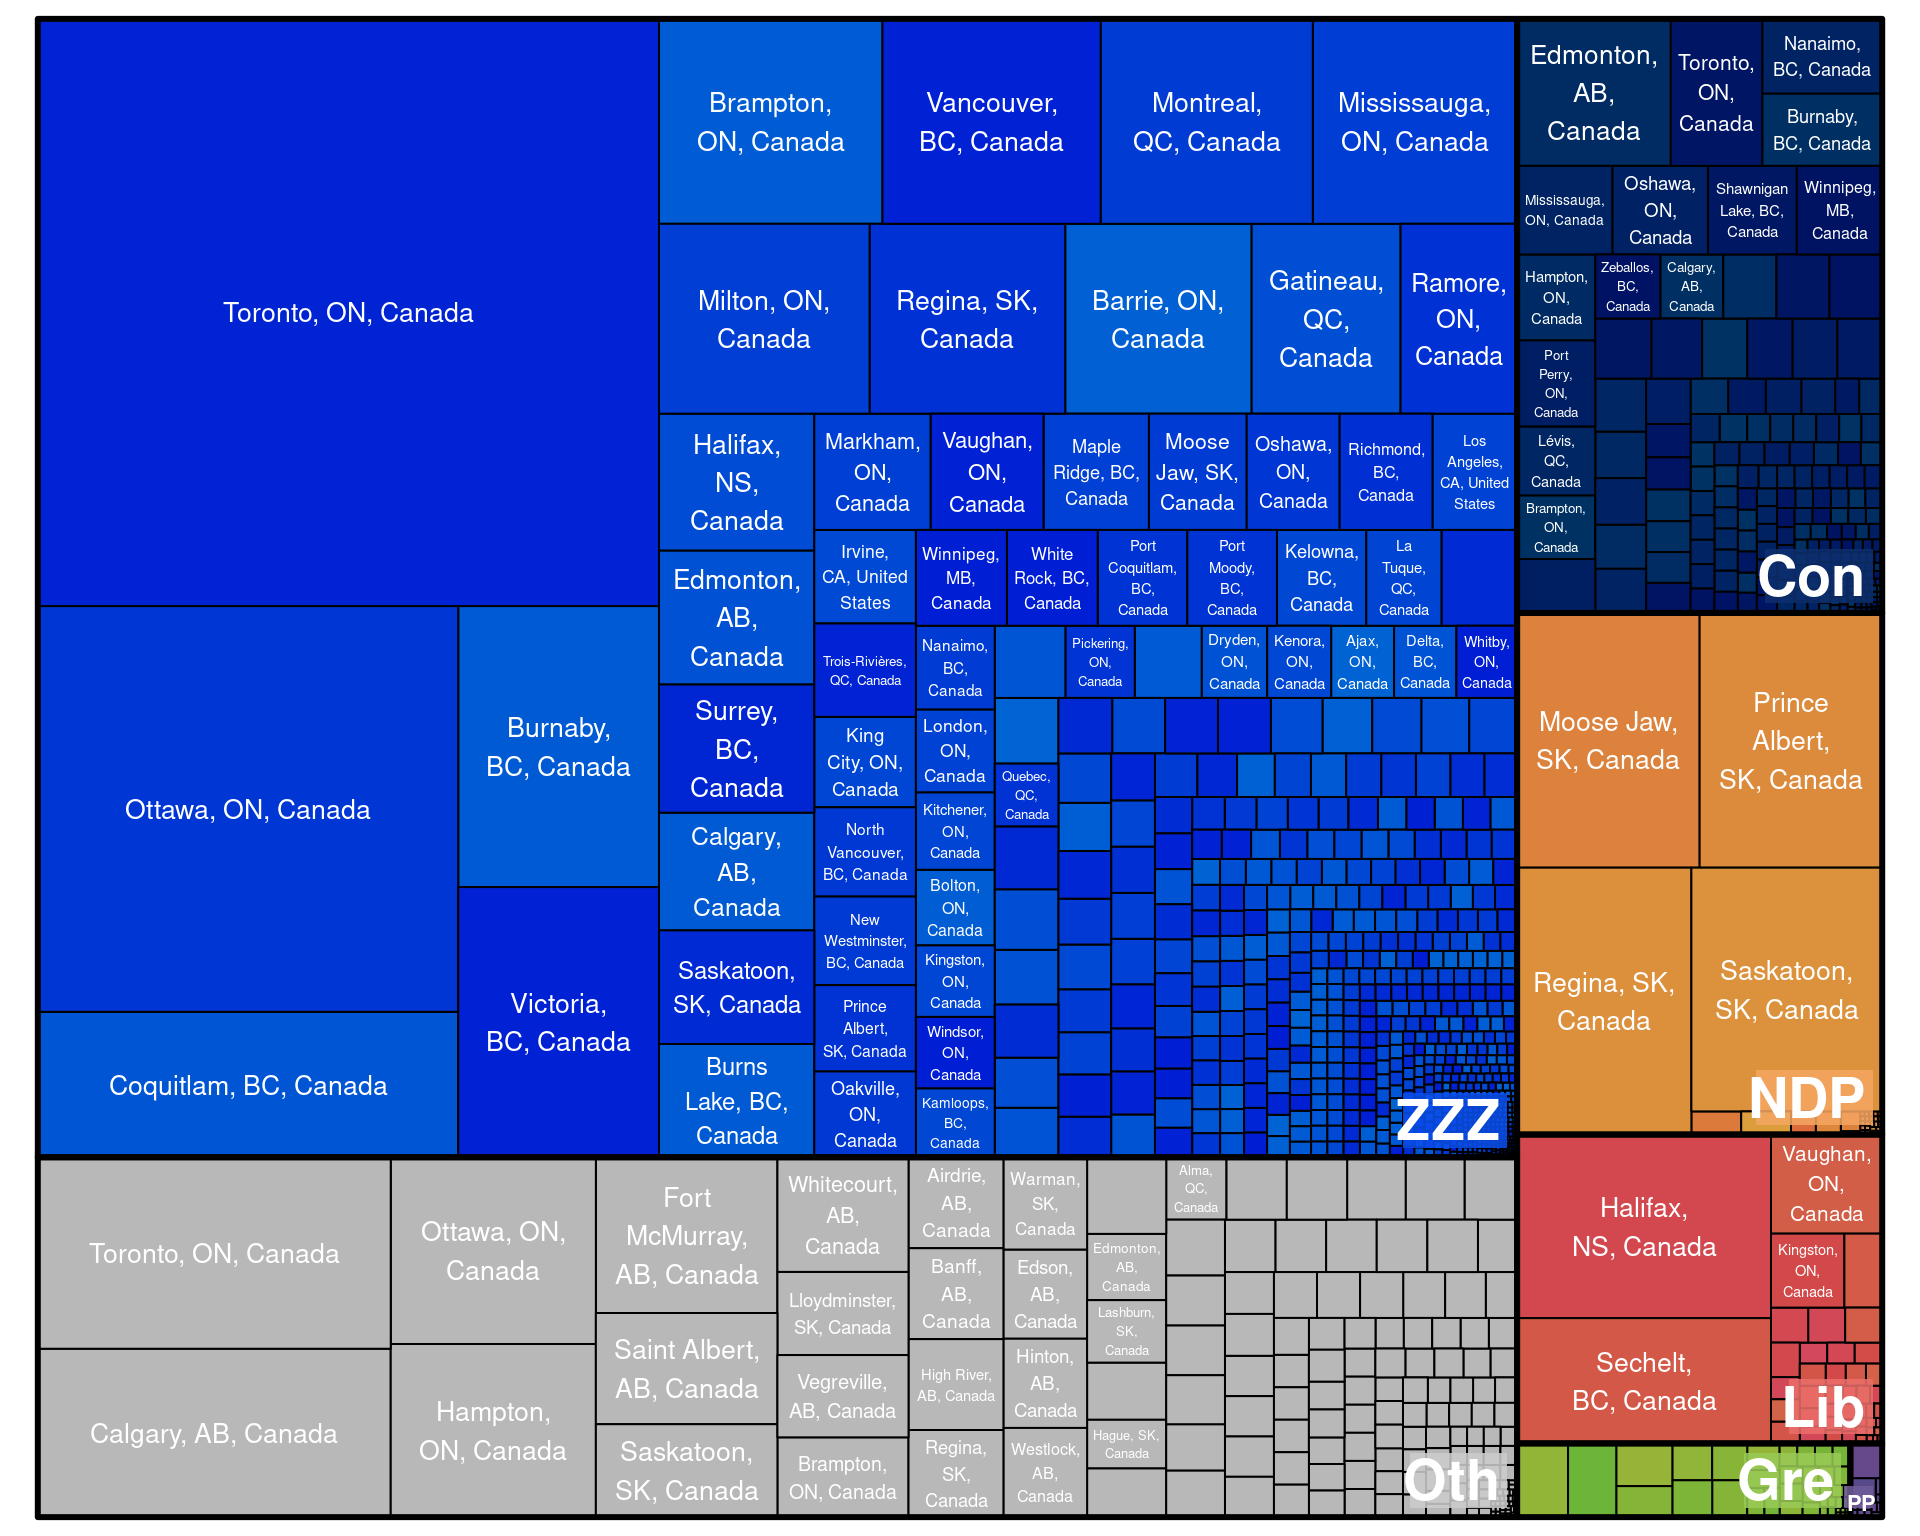 Toronto, ON, Canada
Ottawa, ON, Canada
Coquitlam, BC, Canada
Burnaby,
BC, Canada
Victoria,
BC, Canada
Brampton,
ON, Canada
Vancouver,
BC, Canada
Montreal,
QC, Canada
Mississauga,
ON, Canada
Milton, ON,
Canada
Regina, SK,
Canada
Barrie, ON,
Canada
Gatineau,
QC,
Canada
Ramore,
ON,
Canada
Halifax,
NS,
Canada
Edmonton,
AB,
Canada
Surrey,
BC,
Canada
Calgary,
AB,
Canada
Saskatoon,
SK, Canada
Burns
Lake, BC,
Canada
Markham,
ON,
Canada
Vaughan,
ON,
Canada
Maple
Ridge, BC,
Canada
Moose
Jaw, SK,
Canada
Oshawa,
ON,
Canada
Richmond,
BC,
Canada
Los
Angeles,
CA, United
States
Irvine,
CA, United
States
Trois-Rivières,
QC, Canada
King
City, ON,
Canada
North
Vancouver,
BC, Canada
New
Westminster,
BC, Canada
Prince
Albert,
SK, Canada
Oakville,
ON,
Canada
Winnipeg,
MB,
Canada
White
Rock, BC,
Canada
Port
Coquitlam,
BC,
Canada
Port
Moody,
BC,
Canada
Kelowna,
BC,
Canada
La
Tuque,
QC,
Canada
Nanaimo,
BC,
Canada
London,
ON,
Canada
Kitchener,
ON,
Canada
Bolton,
ON,
Canada
Kingston,
ON,
Canada
Windsor,
ON,
Canada
Kamloops,
BC,
Canada
Pickering,
ON,
Canada
Dryden,
ON,
Canada
Kenora,
ON,
Canada
Ajax,
ON,
Canada
Delta,
BC,
Canada
Whitby,
ON,
Canada
Quebec,
QC,
Canada
ZZZ
Toronto, ON, Canada
Calgary, AB, Canada
Ottawa, ON,
Canada
Hampton,
ON, Canada
Fort
McMurray,
AB, Canada
Saint Albert,
AB, Canada
Saskatoon,
SK, Canada
Whitecourt,
AB,
Canada
Lloydminster,
SK, Canada
Vegreville,
AB, Canada
Brampton,
ON, Canada
Airdrie,
AB,
Canada
Banff,
AB,
Canada
High River,
AB, Canada
Regina,
SK,
Canada
Warman,
SK,
Canada
Edson,
AB,
Canada
Hinton,
AB,
Canada
Westlock,
AB,
Canada
Edmonton,
AB,
Canada
Lashburn,
SK,
Canada
Hague, SK,
Canada
Alma,
QC,
Canada
Oth
Edmonton,
AB,
Canada
Toronto,
ON,
Canada
Nanaimo,
BC, Canada
Burnaby,
BC, Canada
Mississauga,
ON, Canada
Oshawa,
ON,
Canada
Shawnigan
Lake, BC,
Canada
Winnipeg,
MB,
Canada
Hampton,
ON,
Canada
Port
Perry,
ON,
Canada
Lévis,
QC,
Canada
Brampton,
ON,
Canada
Zeballos,
BC,
Canada
Calgary,
AB,
Canada
Con
Moose Jaw,
SK, Canada
Prince
Albert,
SK, Canada
Regina, SK,
Canada
Saskatoon,
SK, Canada
NDP
Halifax,
NS, Canada
Sechelt,
BC, Canada
Vaughan,
ON,
Canada
Kingston,
ON,
Canada
Lib
Gre
PP